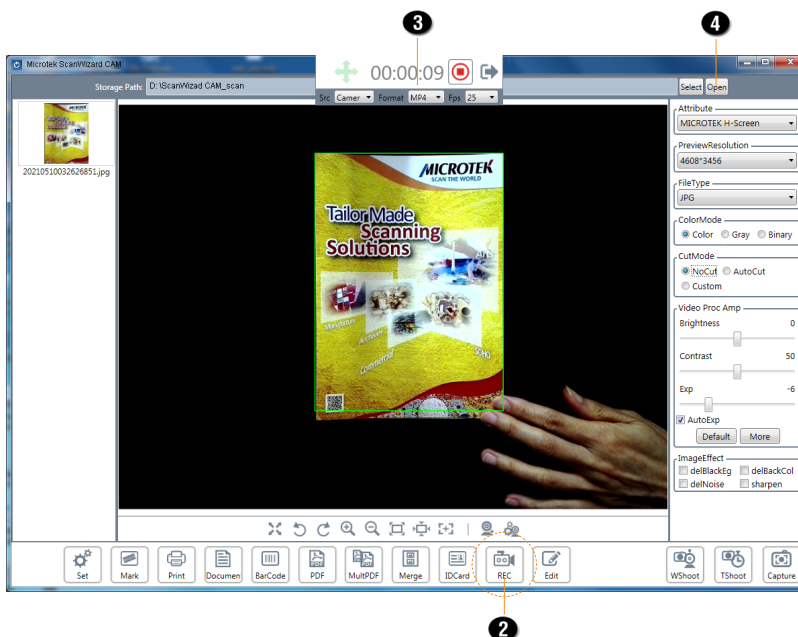 3
4
Microtek ScanWizard CAM
00:00:09
Storage Path: D:\ScanWizad CAM_scan
Select Open
Src Camer Format MP4 Fps 25
20210510032626851.jpg
MICROTEK
SCAN THE WORLD
Tailor Made
Scanning
Solutions
Manufacture
Archives
Commercial
SOHO
Attribute
MICROTEK H-Screen
PreviewResolution
4608*3456
FileType
JPG
ColorMode
Color Gray Binary
CutMode
NoCut AutoCut
Custom
Video Proc Amp
Brightness 0
Contrast 50
Exp -6
AutoExp
Default More
ImageEffect
delBlackEg delBackCol
delNoise sharpen
Set Mark Print Documen BarCode PDF MultPDF Merge IDCard REC Edit WShoot TShoot Capture
2